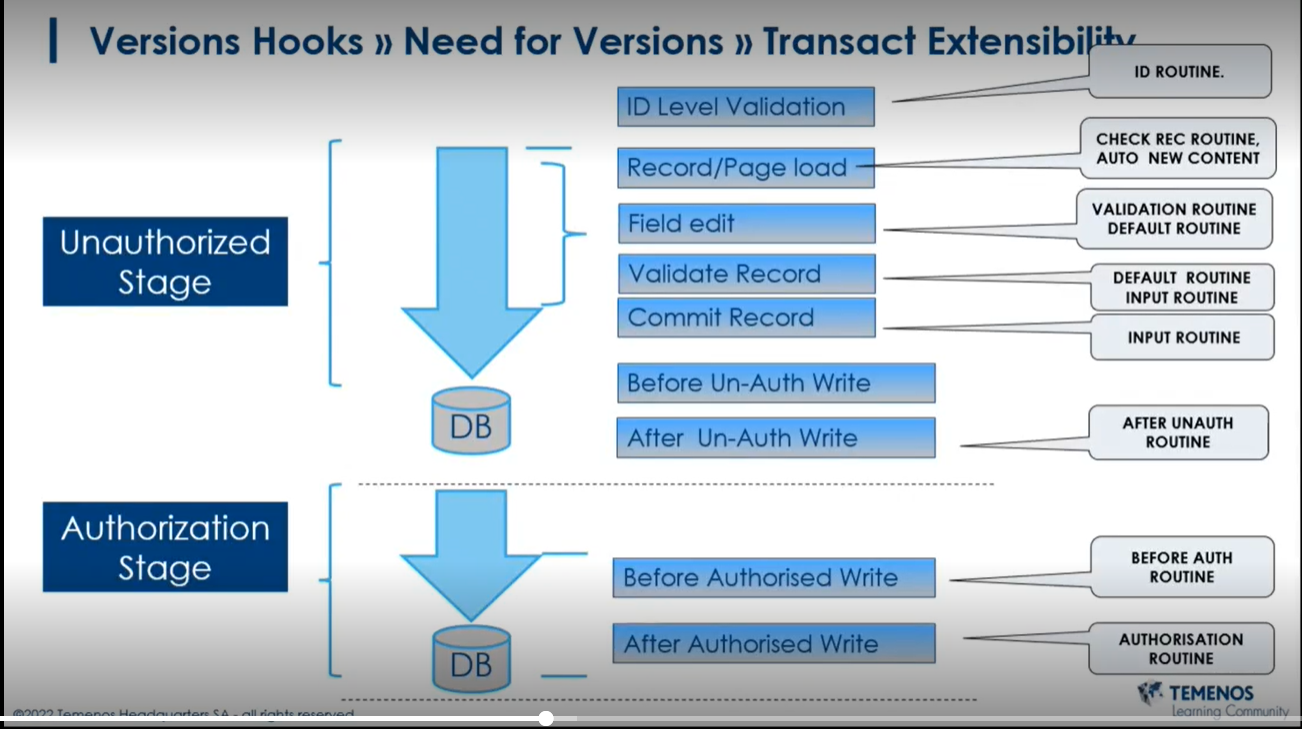 Versions Hooks » Need for Versions » Transact Extensibility
ID ROUTINE.
ID Level Validation
CHECK REC ROUTINE,
AUTO NEW CONTENT
Record/Page load
VALIDATION ROUTINE
DEFAULT ROUTINE
Field edit
Unauthorized
Stage
Validate Record
DEFAULT ROUTINE
INPUT ROUTINE
Commit Record
INPUT ROUTINE
Before Un-Auth Write
DB
After Un-Auth Write
AFTER UNAUTH
ROUTINE
Authorization
Stage
Before Authorised Write
BEFORE AUTH
ROUTINE
DB
After Authorised Write
AUTHORISATION
ROUTINE
TEMENOS
Learning Community
©2022 Temenos Headquarters SA - all rights reserved